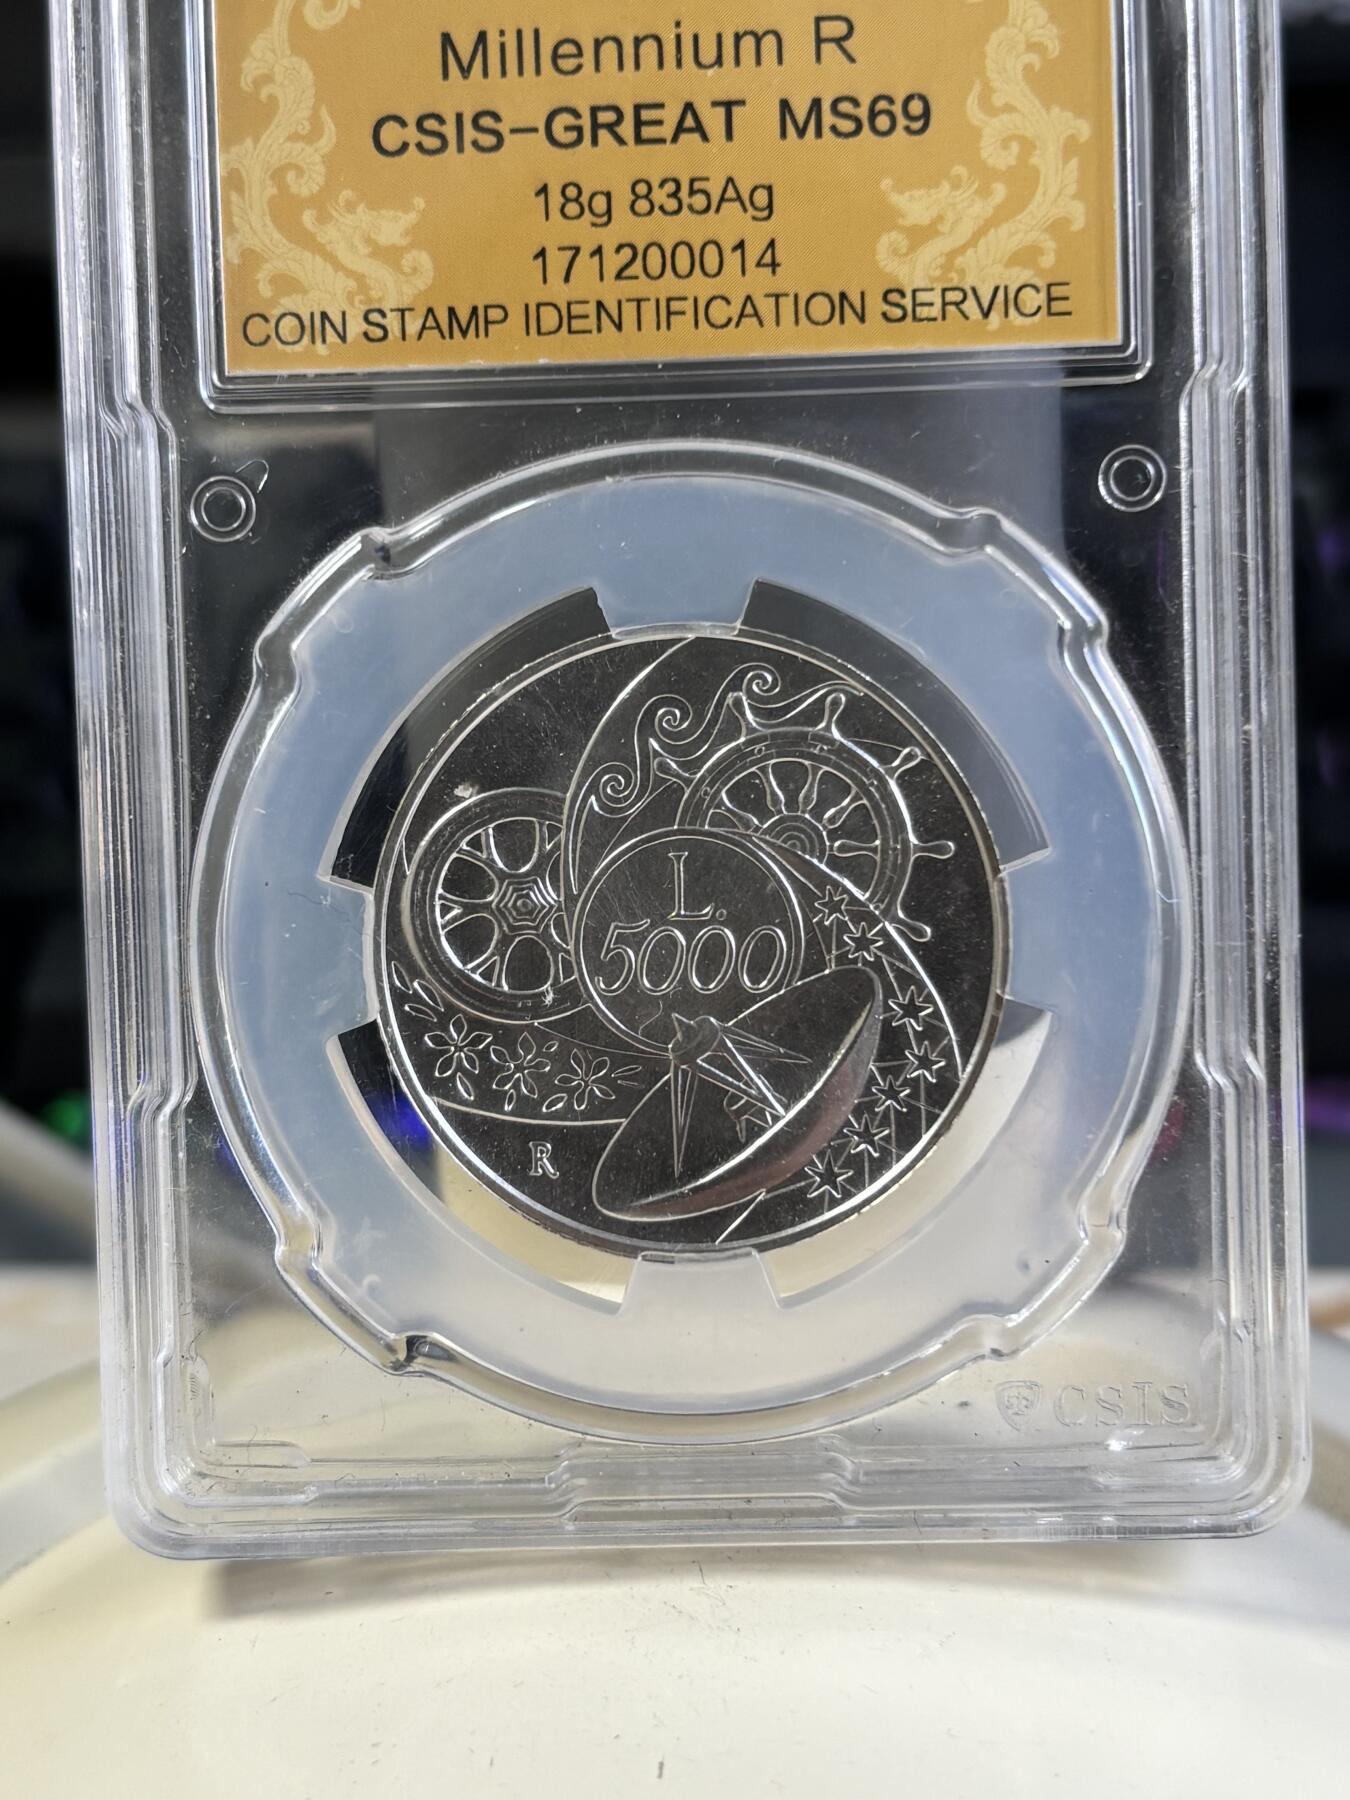 Millennium R
CSIS-GREAT MS69
18g 835Ag
171200014
COIN STAMP IDENTIFICATION SERVICE
L.
5000
R
CSIS